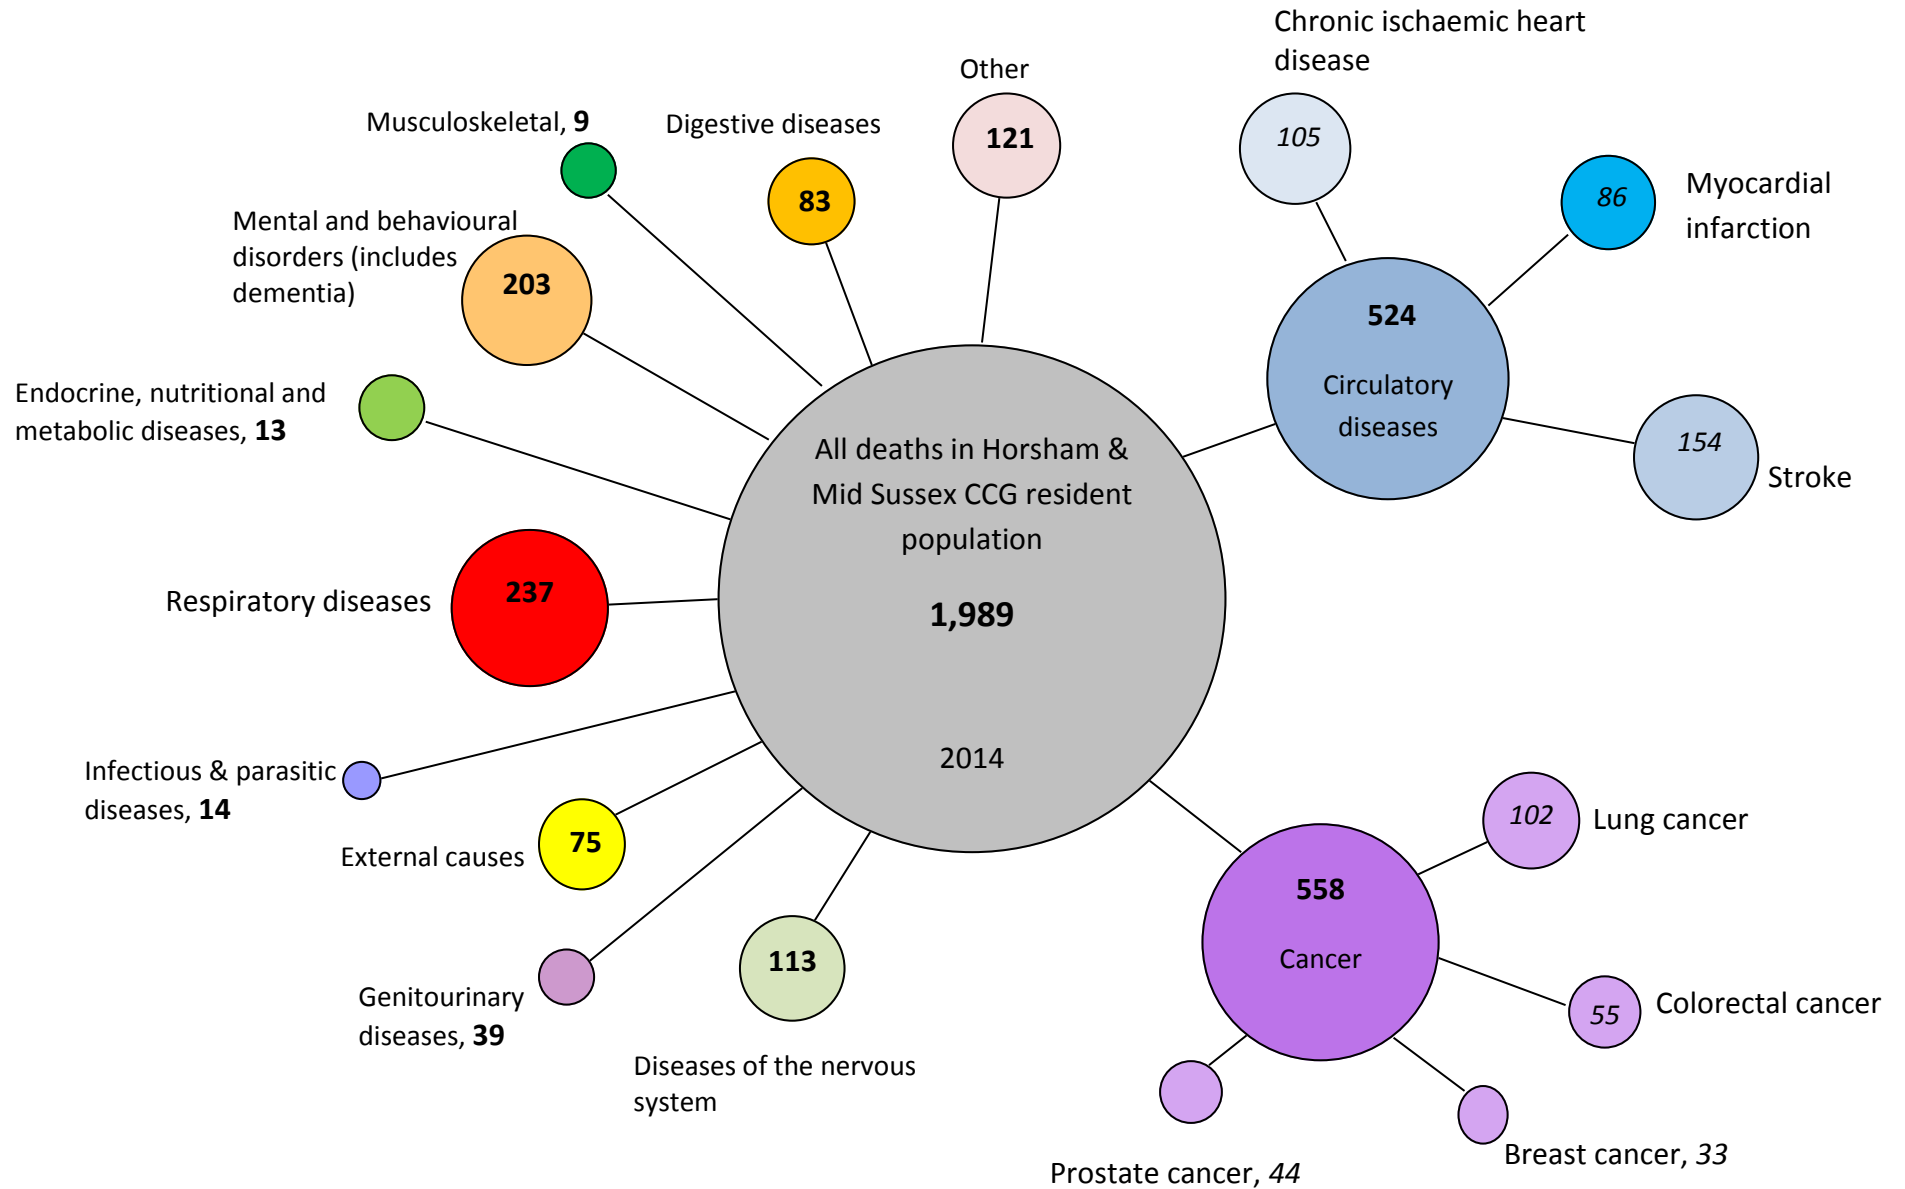 Chronic ischaemic heart
disease
105
Other
121
Musculoskeletal, 9
Digestive diseases
83
86
Myocardial
infarction
Mental and behavioural
disorders (includes
dementia)
203
524
Circulatory
diseases
154
Stroke
Endocrine, nutritional and
metabolic diseases, 13
All deaths in Horsham &
Mid Sussex CCG resident
population
1,989
2014
Respiratory diseases
237
Infectious & parasitic
diseases, 14
External causes
75
Genitourinary
diseases, 39
113
Diseases of the nervous
system
558
Cancer
102
Lung cancer
55
Colorectal cancer
Breast cancer, 33
Prostate cancer, 44